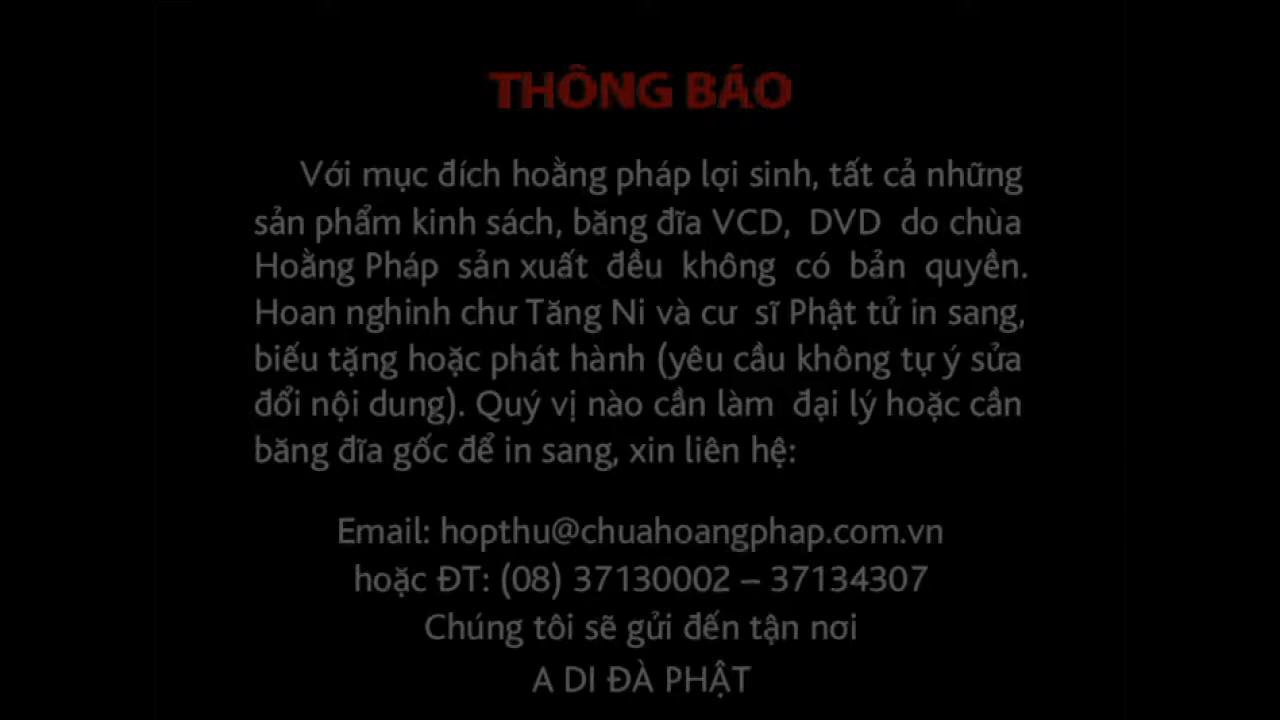 THÔNG BÁO
Với mục đích hoằng pháp lợi sinh, tất cả những
sản phẩm kinh sách, băng đĩa VCD, DVD do chùa
Hoằng Pháp sản xuất đều không có bản quyền.
Hoan nghinh chư Tăng Ni và cư sĩ Phật tử in sang,
biếu tặng hoặc phát hành (yêu cầu không tự ý sửa
đổi nội dung). Quý vị nào cần làm đại lý hoặc cần
băng đĩa gốc để in sang, xin liên hệ:
Email: hopthu@chuahoangphap.com.vn
hoặc ĐT: (08) 37130002 – 37134307
Chúng tôi sẽ gửi đến tận nơi
A DI ĐÀ PHẬT